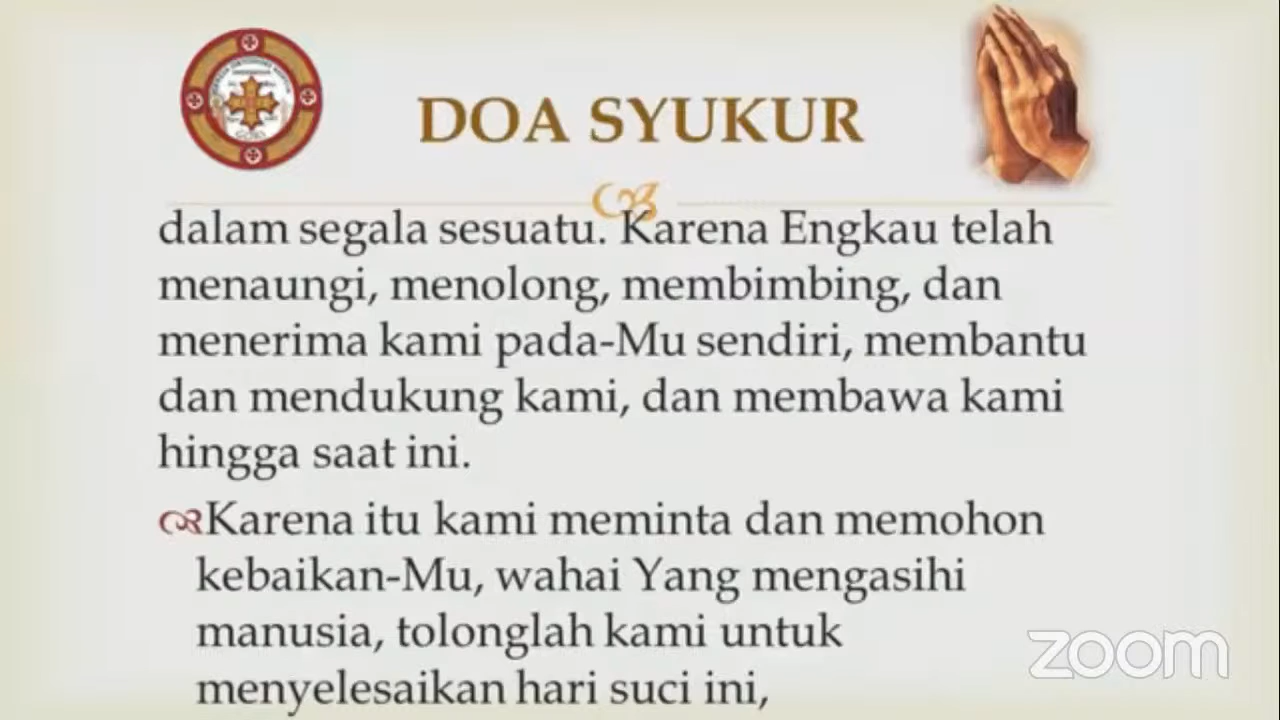 DOA SYUKUR
dalam segala sesuatu. Karena Engkau telah
menaungi, menolong, membimbing, dan
menerima kami pada-Mu sendiri, membantu
dan mendukung kami, dan membawa kami
hingga saat ini.
Karena itu kami meminta dan memohon
kebaikan-Mu, wahai Yang mengasihi
manusia, tolonglah kami untuk
menyelesaikan hari suci ini,
zoom